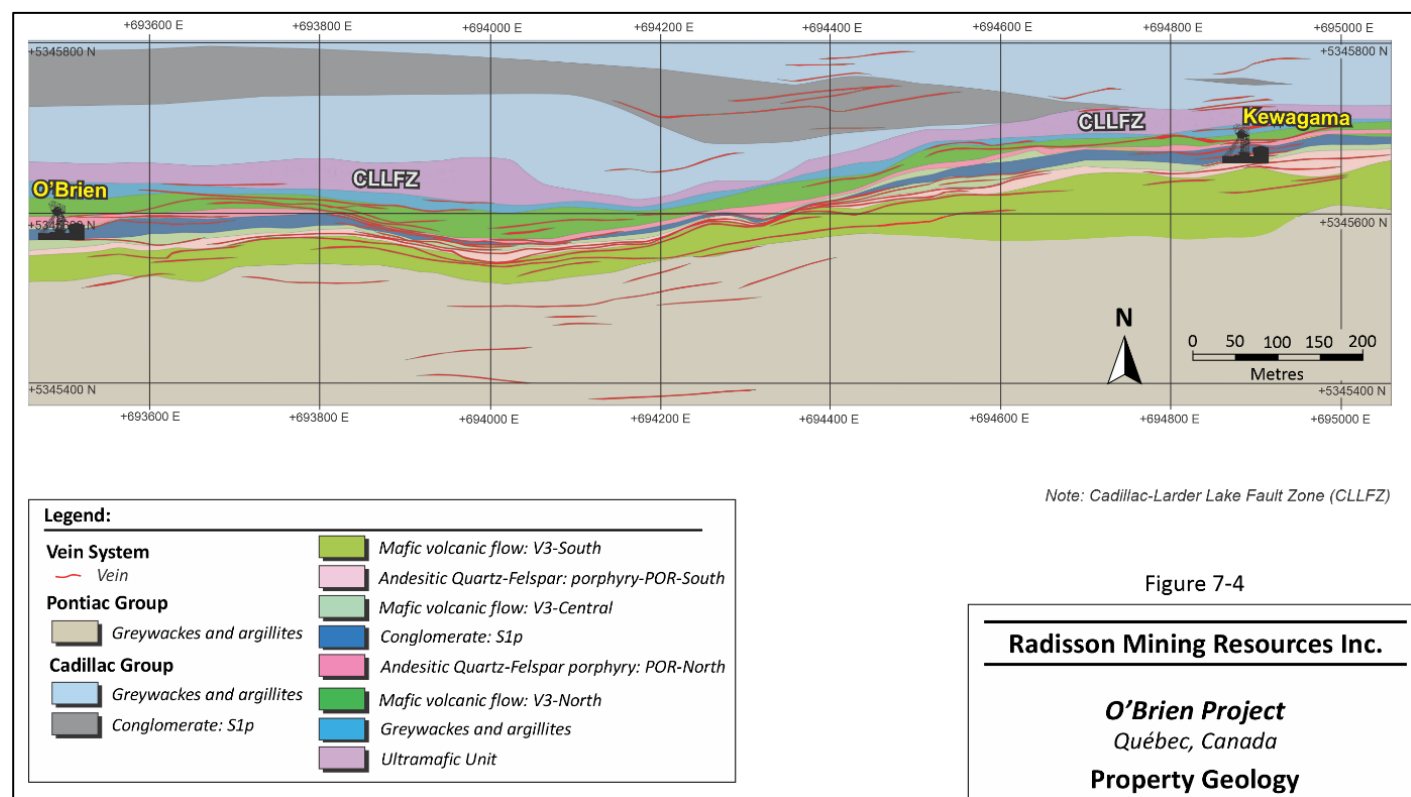 +693600 E +693800 E +694000 E +694200 E +694400 E +694600 E +694800 E +695000 E
+5345800 N +5345800 N
CLLFZ Kewagama
O'Brien CLLFZ
+5345600 N
N
0 50 100 150 200
Metres
+5345400 N +5345400 N
+693600 E +693800 E +694000 E +694200 E +694400 E +694600 E +694800 E +695000 E
Note: Cadillac-Larder Lake Fault Zone (CLLFZ)
Legend:
Vein System
Vein
Pontiac Group
Greywackes and argillites
Cadillac Group
Greywackes and argillites
Conglomerate: S1p
Mafic volcanic flow: V3-South
Andesitic Quartz-Felspar: porphyry-POR-South
Mafic volcanic flow: V3-Central
Conglomerate: S1p
Andesitic Quartz-Felspar porphyry: POR-North
Mafic volcanic flow: V3-North
Greywackes and argillites
Ultramafic Unit
Figure 7-4
Radisson Mining Resources Inc.
O'Brien Project
Québec, Canada
Property Geology